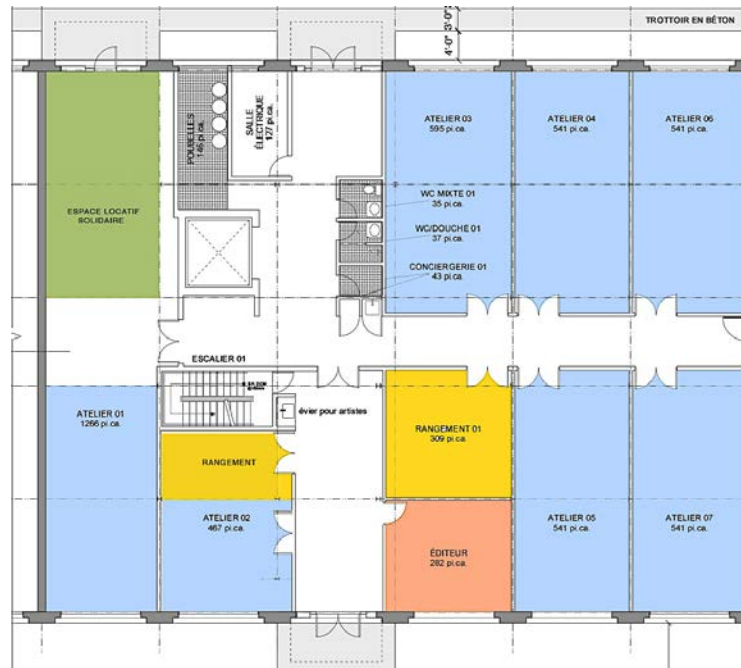 TROTTOIR EN BÉTON
3'-0"
4'-0"
POUBELLES
146 pi.ca.
SALLE
ÉLECTRIQUE
127 pi.ca.
ATELIER 03
595 pi.ca.
ATELIER 04
541 pi.ca.
ATELIER 06
541 pi.ca.
ESPACE LOCATIF
SOLIDAIRE
WC MIXTE 01
35 pi.ca.
WC/DOUCHE 01
37 pi.ca.
CONCIERGERIE 01
43 pi.ca.
ESCALIER 01
ATELIER 01
1266 pi.ca.
évier pour artistes
RANGEMENT 01
309 pi.ca.
RANGEMENT
ATELIER 02
467 pi.ca.
ÉDITEUR
282 pi.ca.
ATELIER 05
541 pi.ca.
ATELIER 07
541 pi.ca.